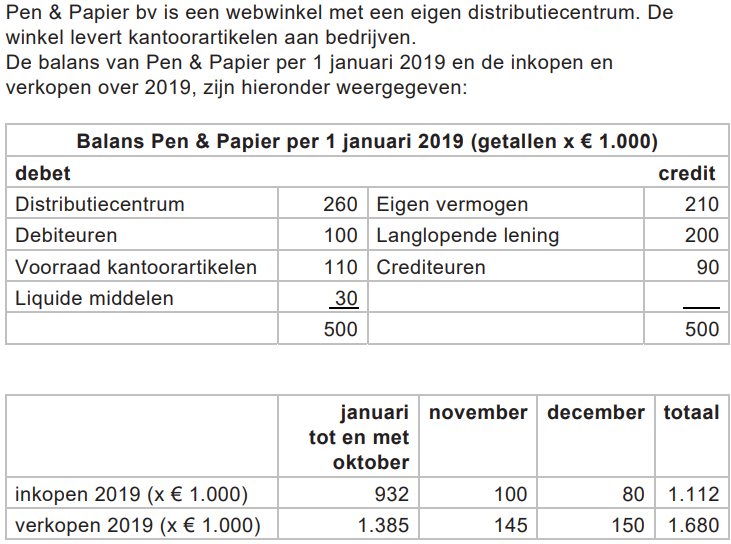 Pen & Papier bv is een webwinkel met een eigen distributiecentrum. De
winkel levert kantoorartikelen aan bedrijven.
De balans van Pen & Papier per 1 januari 2019 en de inkopen en
verkopen over 2019, zijn hieronder weergegeven:
Balans Pen & Papier per 1 januari 2019 (getallen x € 1.000)
debet credit
Distributiecentrum 260 Eigen vermogen 210
Debiteuren 100 Langlopende lening 200
Voorraad kantoorartikelen 110 Crediteuren 90
Liquide middelen 30
500 500
januari november december totaal
tot en met
oktober
inkopen 2019 (x € 1.000) 932 100 80 1.112
verkopen 2019 (x € 1.000) 1.385 145 150 1.680